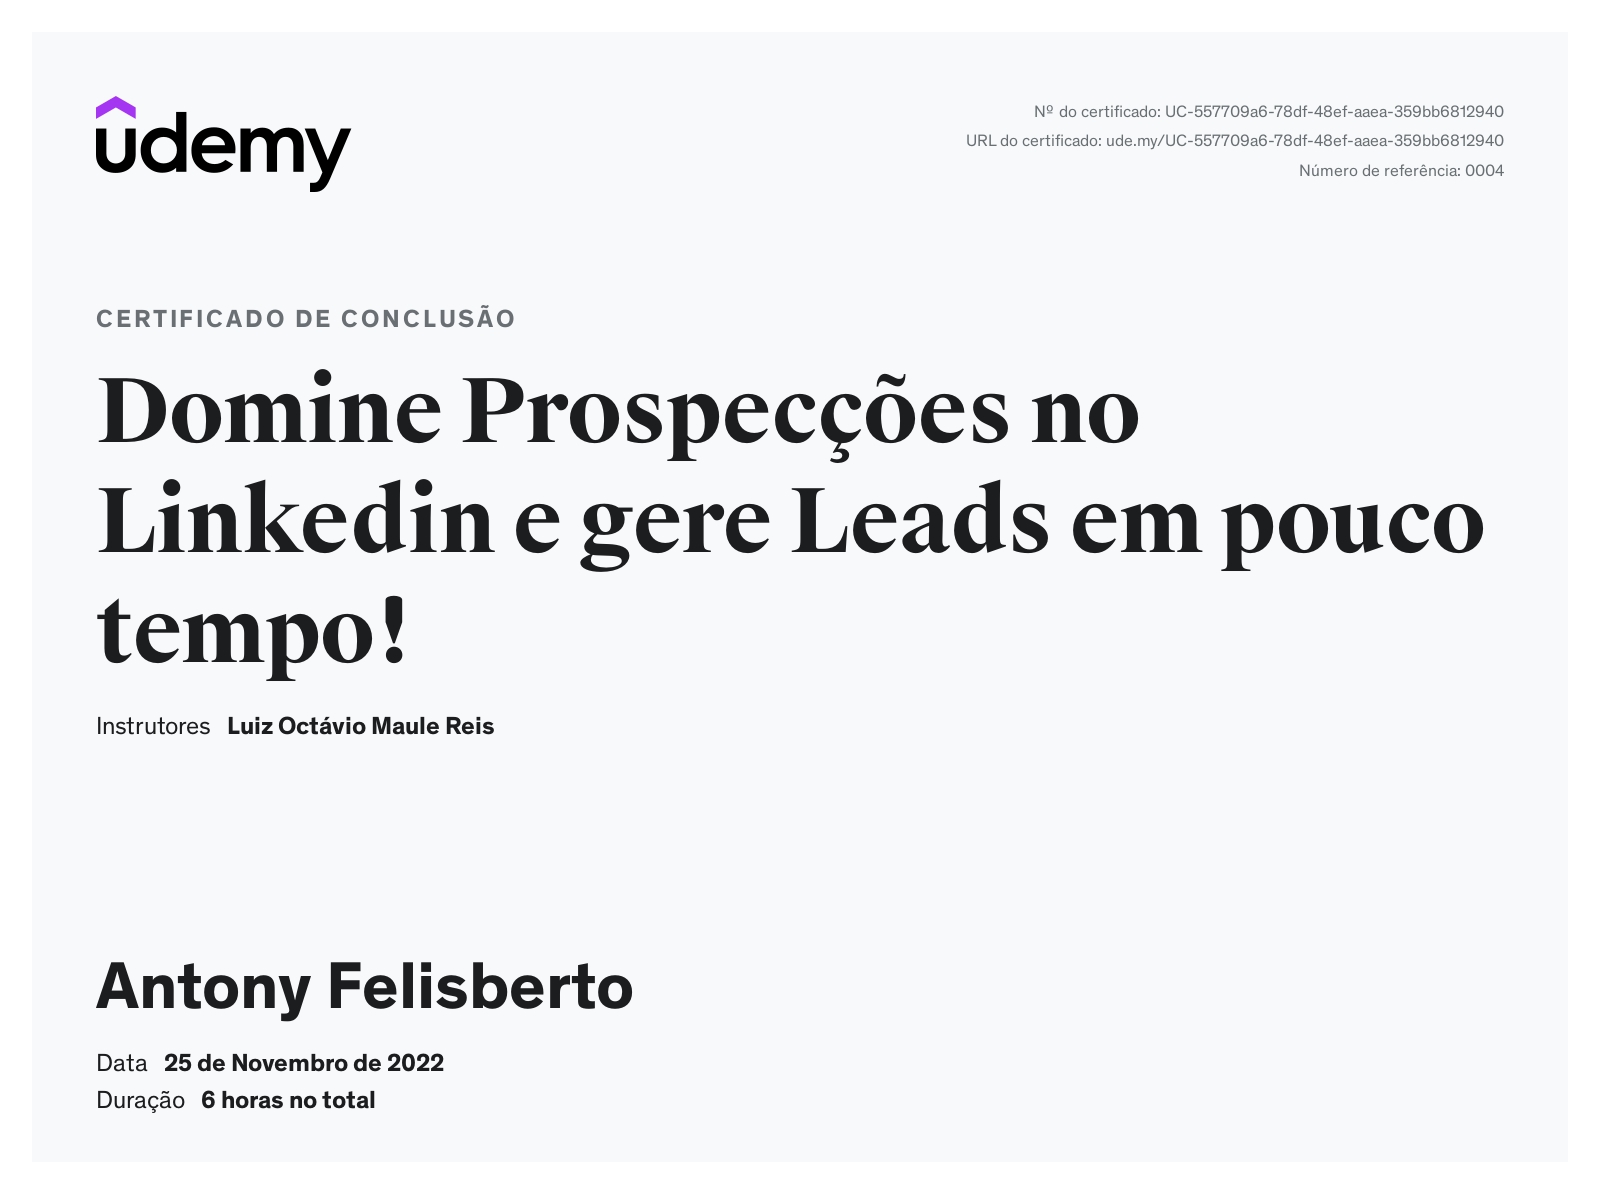 udemy
Nº do certificado: UC-557709a6-78df-48ef-aaea-359bb6812940
URL do certificado: ude.my/UC-557709a6-78df-48ef-aaea-359bb6812940
Número de referência: 0004
CERTIFICADO DE CONCLUSÃO
Domine Prospecções no
Linkedin e gere Leads em pouco
tempo!
Instrutores Luiz Octávio Maule Reis
Antony Felisberto
Data 25 de Novembro de 2022
Duração 6 horas no total